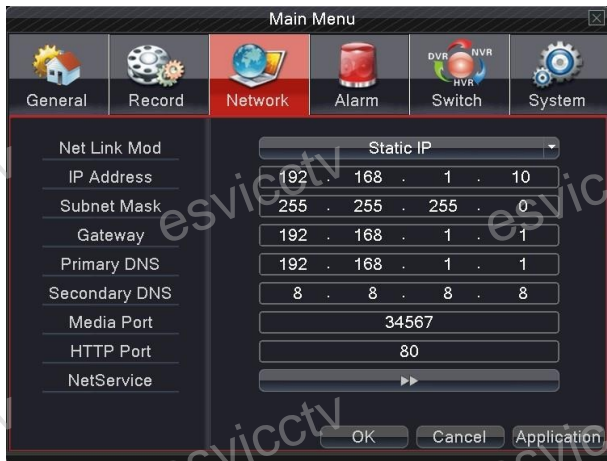 Main Menu
DVR NVR
HVR
General Record Network Alarm Switch System
Net Link Mod Static IP
IP Address 192 . 168 . 1 . 10
Subnet Mask 255 . 255 . 255 . 0
Gateway 192 . 168 . 1 . 1
Primary DNS 192 . 168 . 1 . 1
Secondary DNS 8 . 8 . 8 . 8
Media Port 34567
HTTP Port 80
NetService
OK Cancel Application
esvicctv
esvic
svicctv